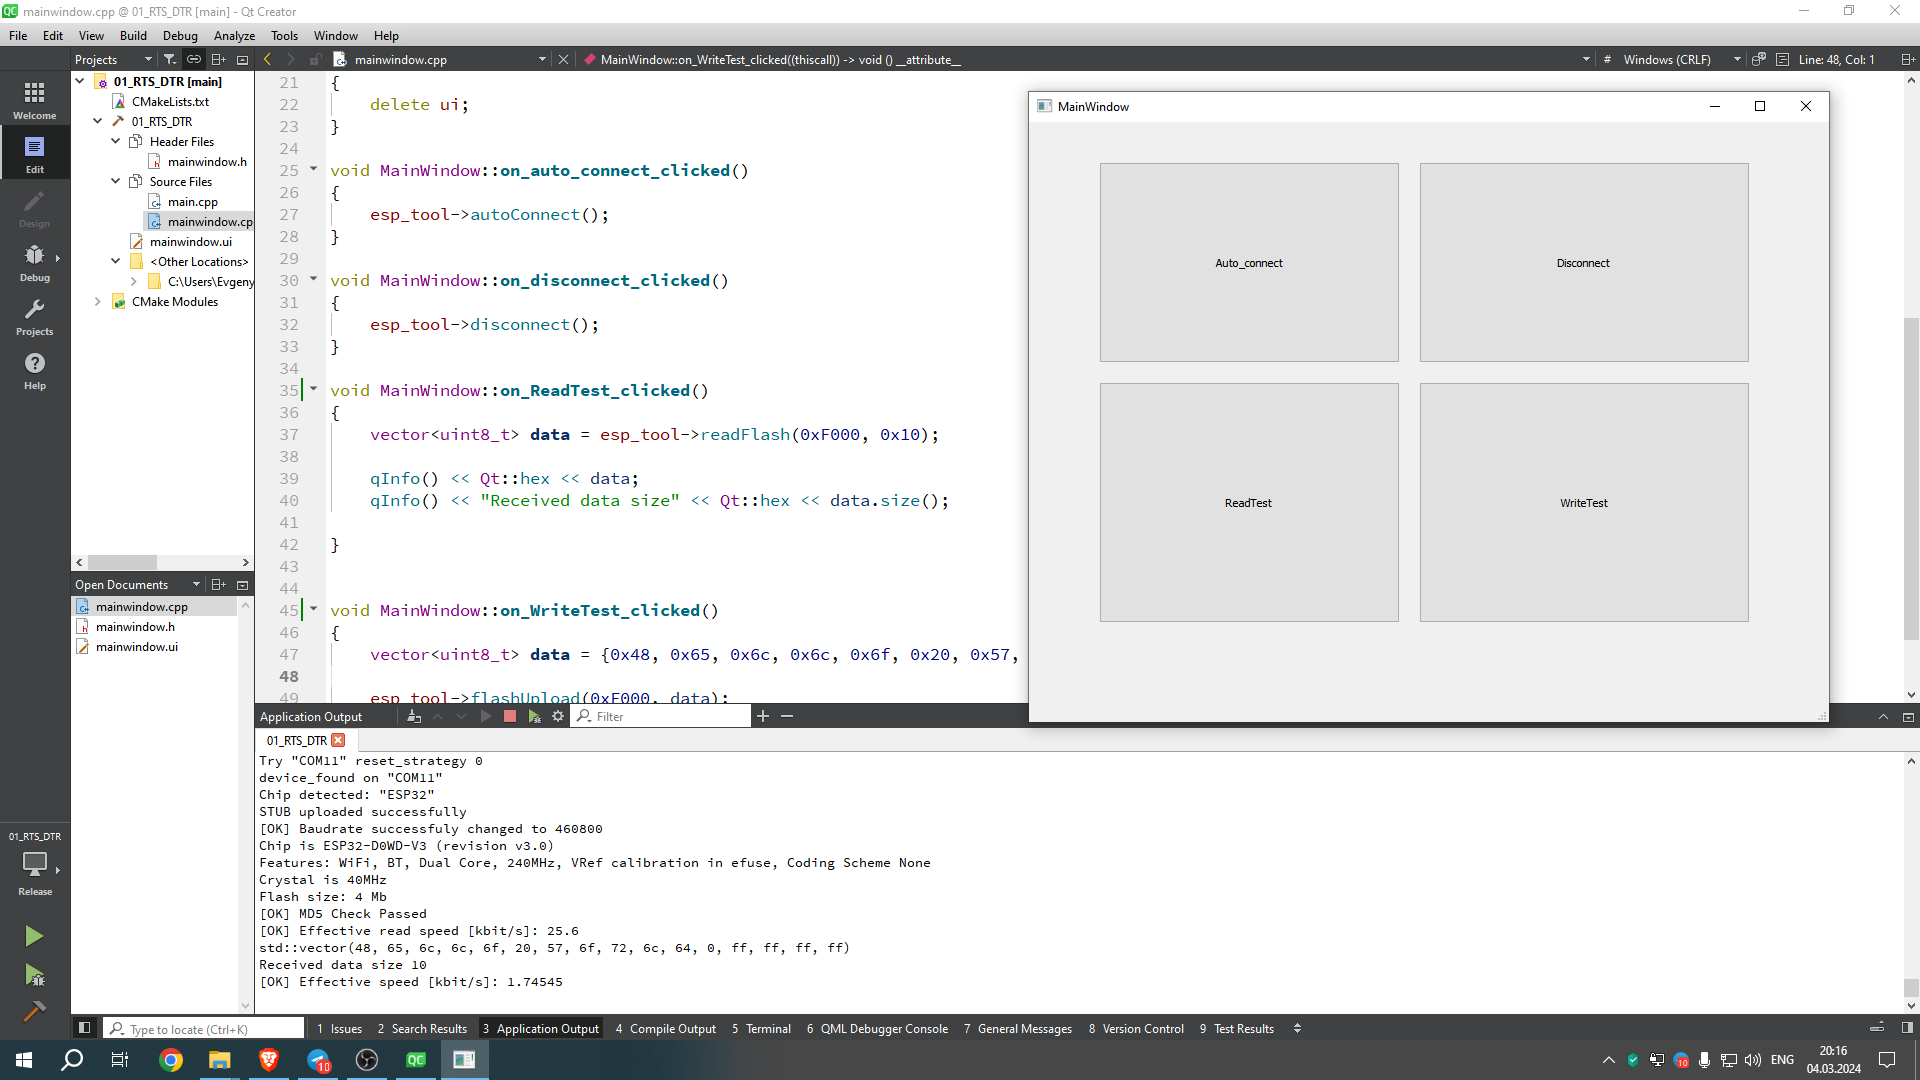 mainwindow.cpp @ 01_RTS_DTR [main] - Qt Creator
File Edit View Build Debug Analyze Tools Window Help
Projects
mainwindow.cpp
MainWindow::on_WriteTest_clicked((thiscall)) -> void () __attribute__
# Windows (CRLF)
Line: 48, Col: 1
Welcome
Edit
Design
Debug
Projects
Help
01_RTS_DTR
Release
01_RTS_DTR [main]
CMakeLists.txt
01_RTS_DTR
Header Files
mainwindow.h
Source Files
main.cpp
mainwindow.cp
mainwindow.ui
<Other Locations>
C:\Users\Evgeny
CMake Modules
Open Documents
mainwindow.cpp
mainwindow.h
mainwindow.ui
21 {
22 delete ui;
23 }
24
25 void MainWindow::on_auto_connect_clicked()
26 {
27 esp_tool->autoConnect();
28 }
29
30 void MainWindow::on_disconnect_clicked()
31 {
32 esp_tool->disconnect();
33 }
34
35 void MainWindow::on_ReadTest_clicked()
36 {
37 vector<uint8_t> data = esp_tool->readFlash(0xF000, 0x10);
38
39 qInfo() << Qt::hex << data;
40 qInfo() << "Received data size" << Qt::hex << data.size();
41
42 }
43
44
45 void MainWindow::on_WriteTest_clicked()
46 {
47 vector<uint8_t> data = {0x48, 0x65, 0x6c, 0x6c, 0x6f, 0x20, 0x57,
48
49 esp_tool->flashUpload(0xF000, data);
MainWindow
Auto_connect
Disconnect
ReadTest
WriteTest
Application Output
Filter
01_RTS_DTR
Try "COM11" reset_strategy 0
device_found on "COM11"
Chip detected: "ESP32"
STUB uploaded successfully
[OK] Baudrate successfuly changed to 460800
Chip is ESP32-D0WD-V3 (revision v3.0)
Features: WiFi, BT, Dual Core, 240MHz, VRef calibration in efuse, Coding Scheme None
Crystal is 40MHz
Flash size: 4 Mb
[OK] MD5 Check Passed
[OK] Effective read speed [kbit/s]: 25.6
std::vector(48, 65, 6c, 6c, 6f, 20, 57, 6f, 72, 6c, 64, 0, ff, ff, ff, ff)
Received data size 10
[OK] Effective speed [kbit/s]: 1.74545
Type to locate (Ctrl+K)
1 Issues 2 Search Results 3 Application Output 4 Compile Output 5 Terminal 6 QML Debugger Console 7 General Messages 8 Version Control 9 Test Results
QC
10
10
ENG
20:16
04.03.2024